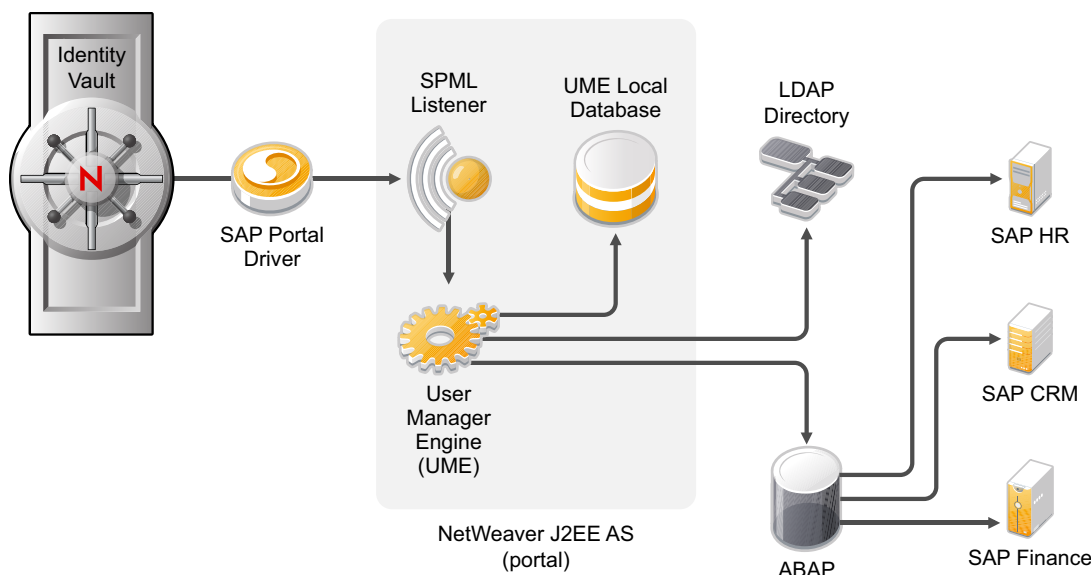 Identity
Vault
N
SAP Portal
Driver
SPML
Listener
UME Local
Database
User
Manager
Engine
(UME)
NetWeaver J2EE AS
(portal)
LDAP
Directory
ABAP
SAP HR
SAP CRM
SAP Finance